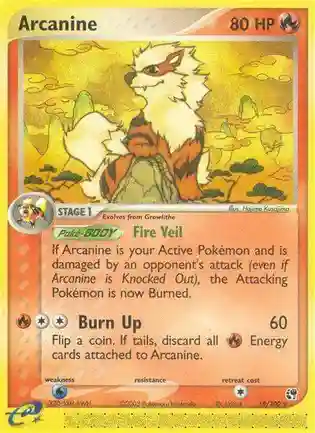 Arcanine
80 HP
Illus. Hajime Kusajima
STAGE 1
Evolves from Growlithe
Poké-BODY Fire Veil
If Arcanine is your Active Pokémon and is
damaged by an opponent's attack (even if
Arcanine is Knocked Out), the Attacking
Pokémon is now Burned.
Burn Up 60
Flip a coin. If tails, discard all Energy
cards attached to Arcanine.
weakness resistance retreat cost